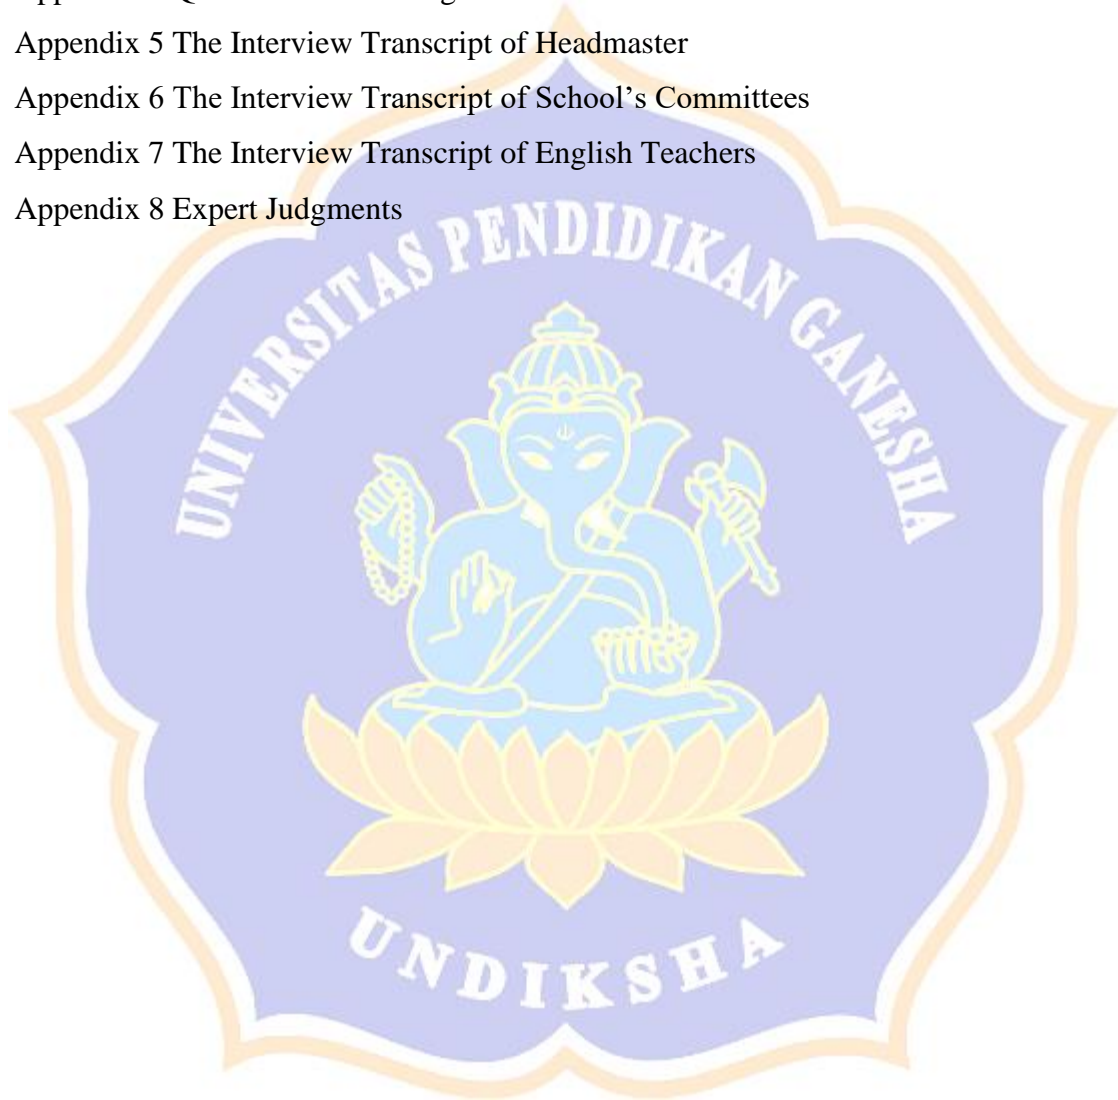 Appendix 5 The Interview Transcript of Headmaster
Appendix 6 The Interview Transcript of School’s Committees
Appendix 7 The Interview Transcript of English Teachers
Appendix 8 Expert Judgments
UNIVERSITAS PENDIDIKAN GANESHA
UNDIKSHA